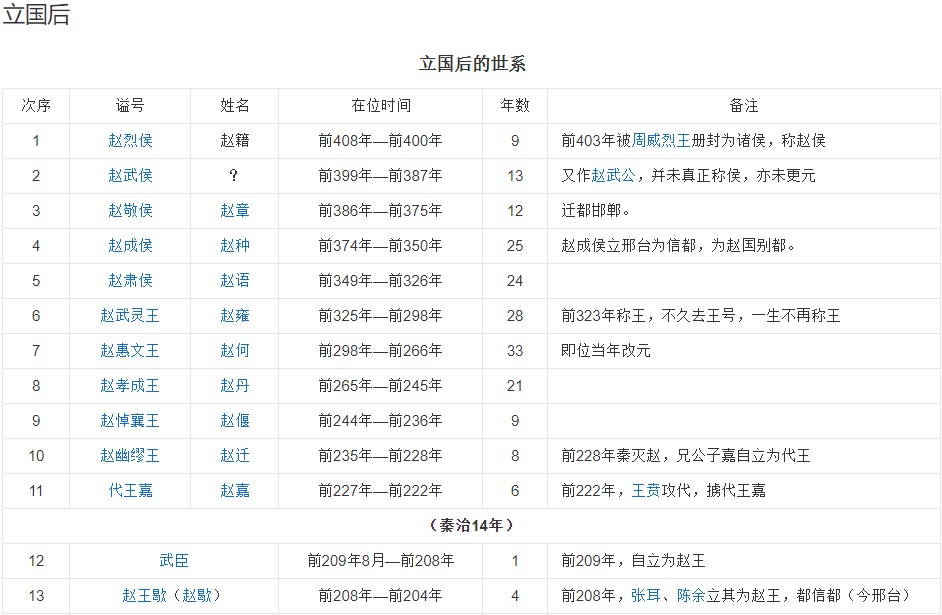 立国后
立国后的世系
次序 谥号 姓名 在位时间 年数 备注
1 赵烈侯 赵籍 前408年—前400年 9 前403年被周威烈王册封为诸侯，称赵侯
2 赵武侯 ？ 前399年—前387年 13 又作赵武公，并未真正称侯，亦未更元
3 赵敬侯 赵章 前386年—前375年 12 迁都邯郸。
4 赵成侯 赵种 前374年—前350年 25 赵成侯立邢台为信都，为赵国别都。
5 赵肃侯 赵语 前349年—前326年 24
6 赵武灵王 赵雍 前325年—前298年 28 前323年称王，不久去王号，一生不再称王
7 赵惠文王 赵何 前298年—前266年 33 即位当年改元
8 赵孝成王 赵丹 前265年—前245年 21
9 赵悼襄王 赵偃 前244年—前236年 9
10 赵幽缪王 赵迁 前235年—前228年 8 前228年秦灭赵，兄公子嘉自立为代王
11 代王嘉 赵嘉 前227年—前222年 6 前222年，王贲攻代，掳代王嘉
（秦治14年）
12 武臣 前209年8月—前208年 1 前209年，自立为赵王
13 赵王歇（赵歇） 前208年—前204年 4 前208年，张耳、陈余立其为赵王，都信都（今邢台）